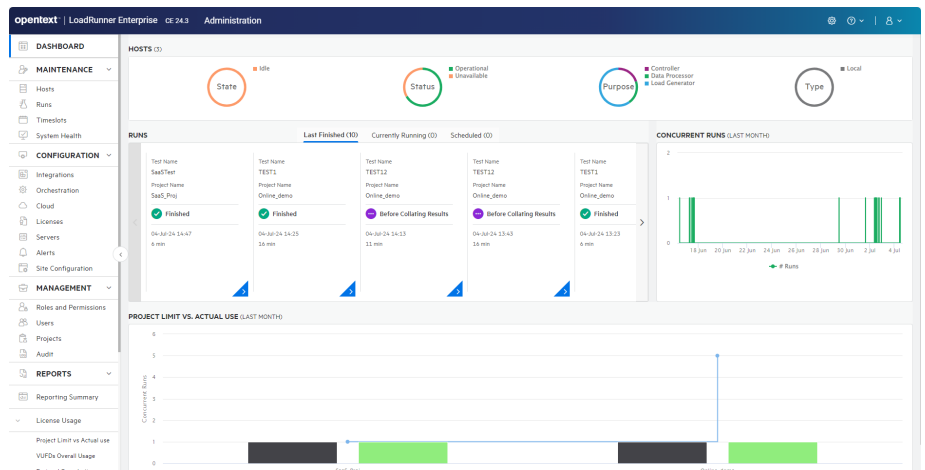 opentext™ | LoadRunner Enterprise CE 24.3 Administration
DASHBOARD
MAINTENANCE
Hosts
Runs
Timeslots
System Health
CONFIGURATION
Integrations
Orchestration
Cloud
Licenses
Servers
Alerts
Site Configuration
MANAGEMENT
Roles and Permissions
Users
Projects
Audit
REPORTS
Reporting Summary
License Usage
Project Limit vs Actual use
VUFDs Overall Usage
HOSTS (3)
State
Idle
Status
Operational
Unavailable
Purpose
Controller
Data Processor
Load Generator
Type
Local
RUNS
Last Finished (10) Currently Running (0) Scheduled (0)
Test Name
SaaSTest
Project Name
SaaS_Proj
Finished
04-Jul-24 14:47
6 min
Test Name
TEST1
Project Name
Online_demo
Finished
04-Jul-24 14:25
16 min
Test Name
TEST12
Project Name
Online_demo
Before Collating Results
04-Jul-24 14:13
11 min
Test Name
TEST12
Project Name
Online_demo
Before Collating Results
04-Jul-24 13:43
16 min
Test Name
TEST1
Project Name
Online_demo
Finished
04-Jul-24 13:23
6 min
CONCURRENT RUNS (LAST MONTH)
2
1
0
18 Jun 20 Jun 22 Jun 24 Jun 26 Jun 28 Jun 30 Jun 2 Jul 4 Jul
# Runs
PROJECT LIMIT VS. ACTUAL USE (LAST MONTH)
Concurrent Runs
6
5
4
3
2
1
0